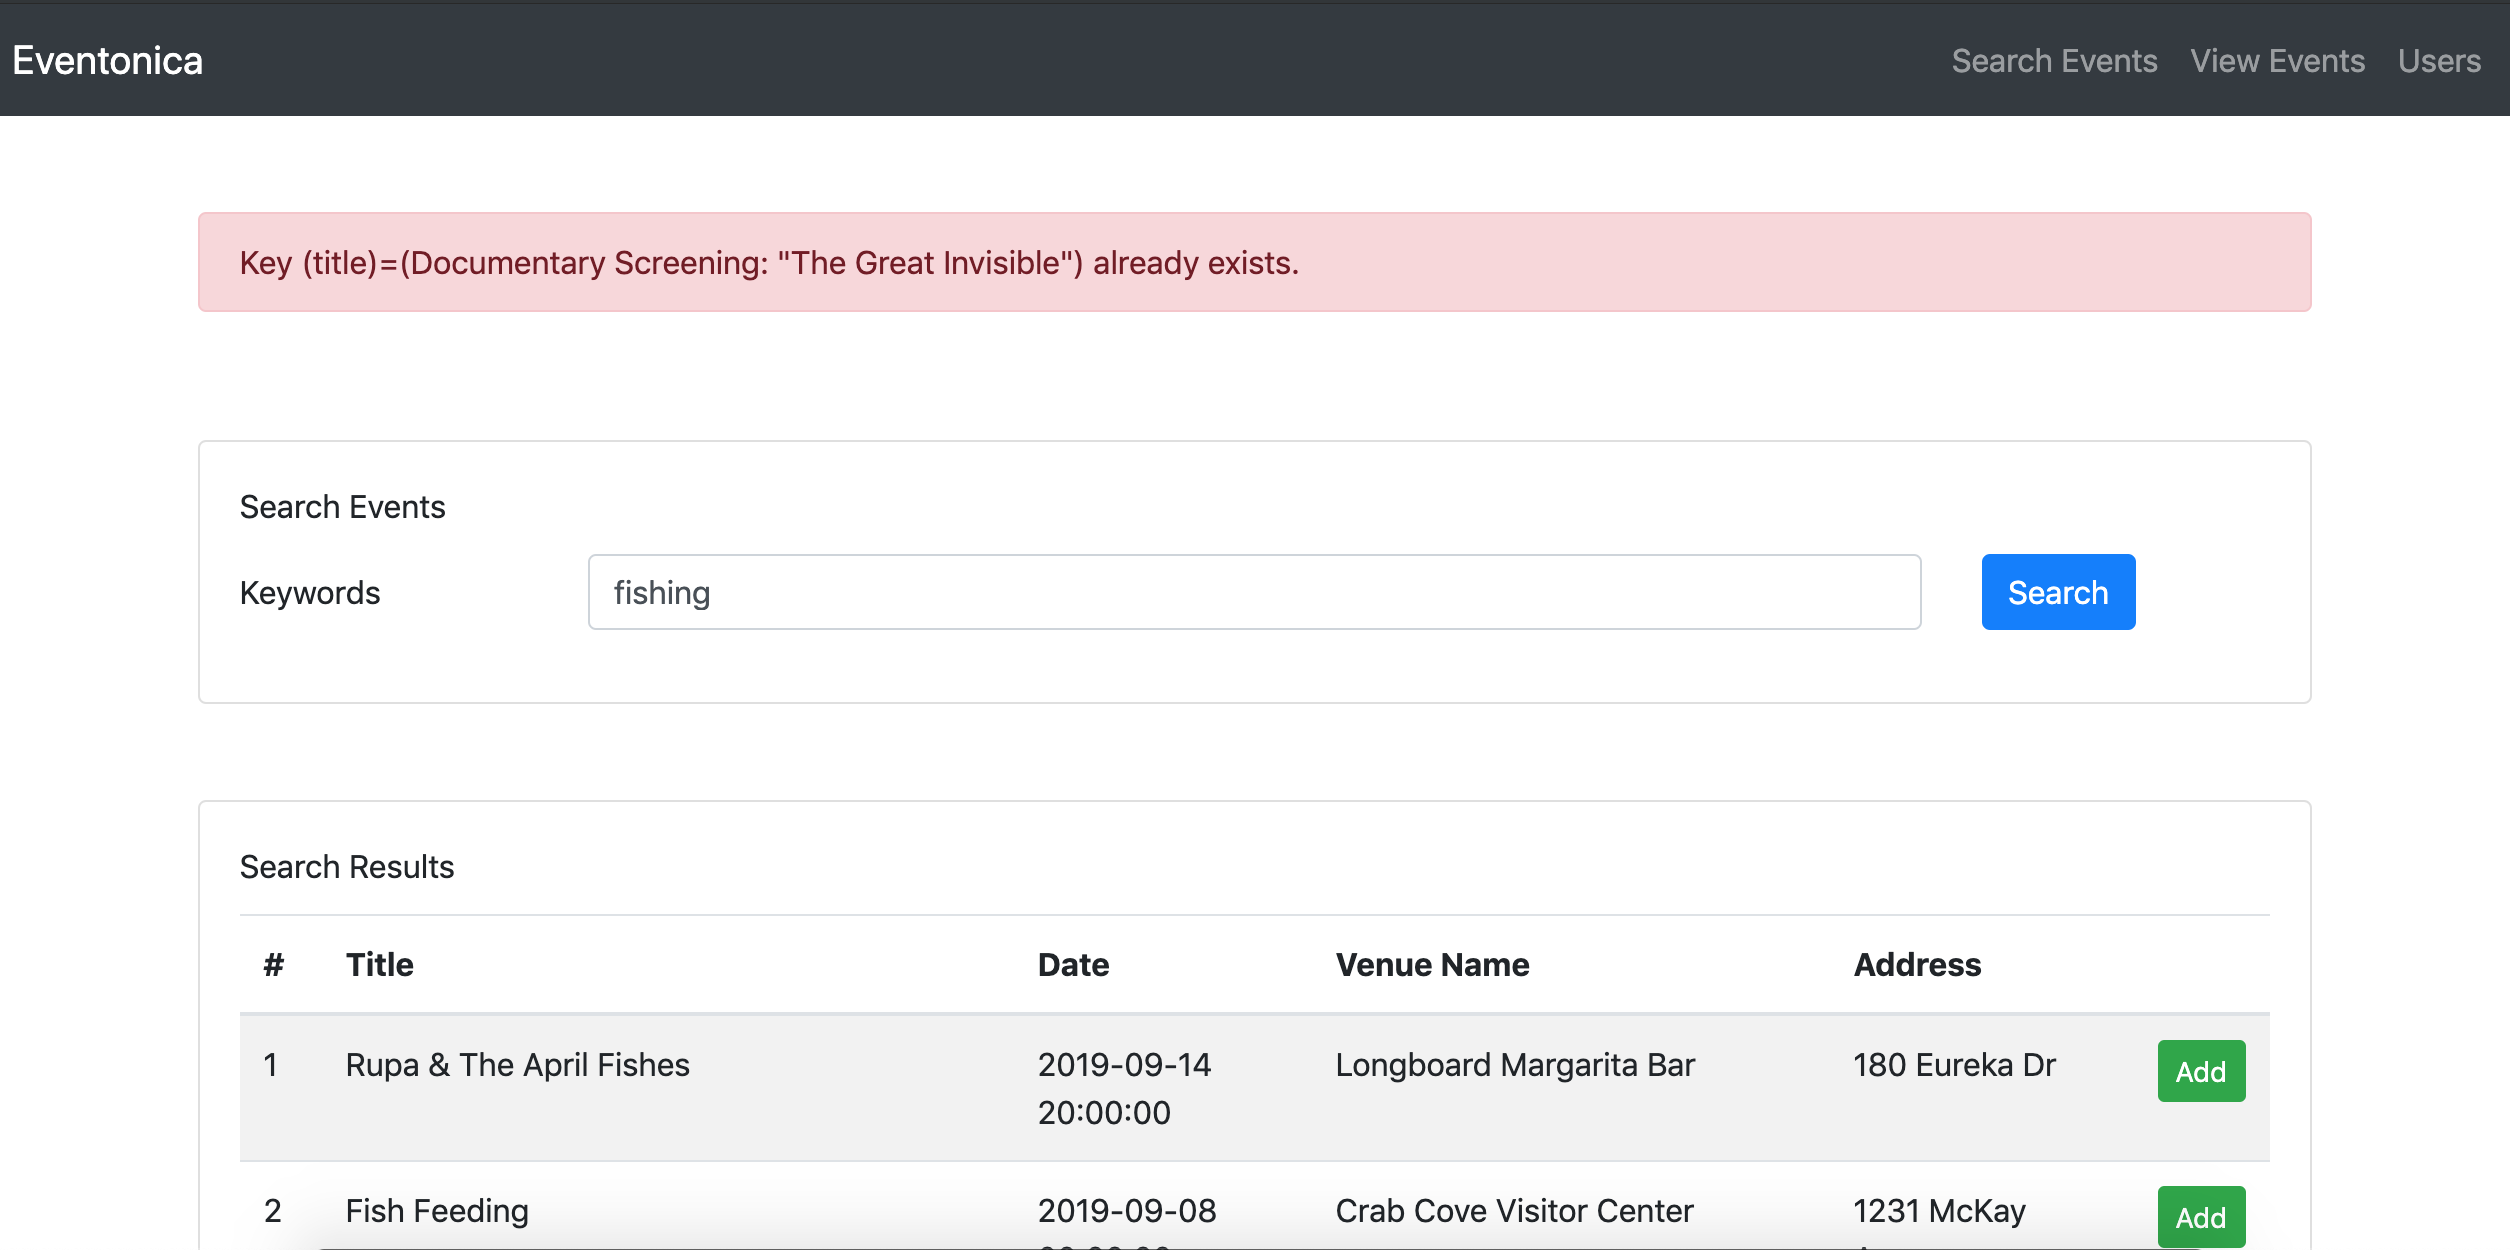 Eventonica Search Events View Events Users
Key (title)=(Documentary Screening: "The Great Invisible") already exists.
Search Events
Keywords fishing Search
Search Results
# Title Date Venue Name Address
1 Rupa & The April Fishes 2019-09-14 Longboard Margarita Bar 180 Eureka Dr Add
20:00:00
2 Fish Feeding 2019-09-08 Crab Cove Visitor Center 1231 McKay Add